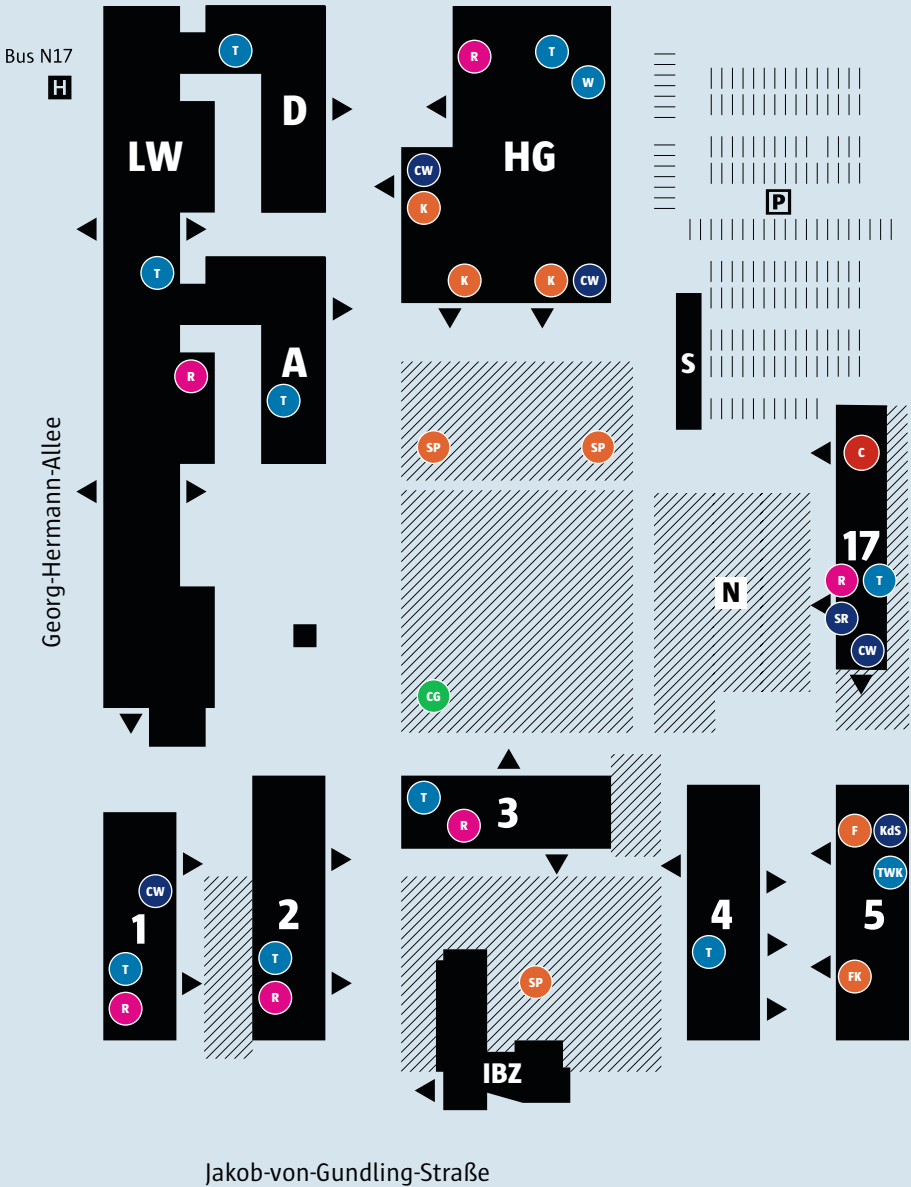 Bus N17
H
T
D
LW
T
R
A
T
R
T
W
HG
CW
K
K
K
CW
P
S
SP
SP
CG
N
C
17
R
T
SR
CW
Georg-Hermann-Allee
CW
1
T
R
2
T
R
T
R
3
SP
IBZ
4
T
F
KdS
TWK
5
FK
Jakob-von-Gundling-Straße